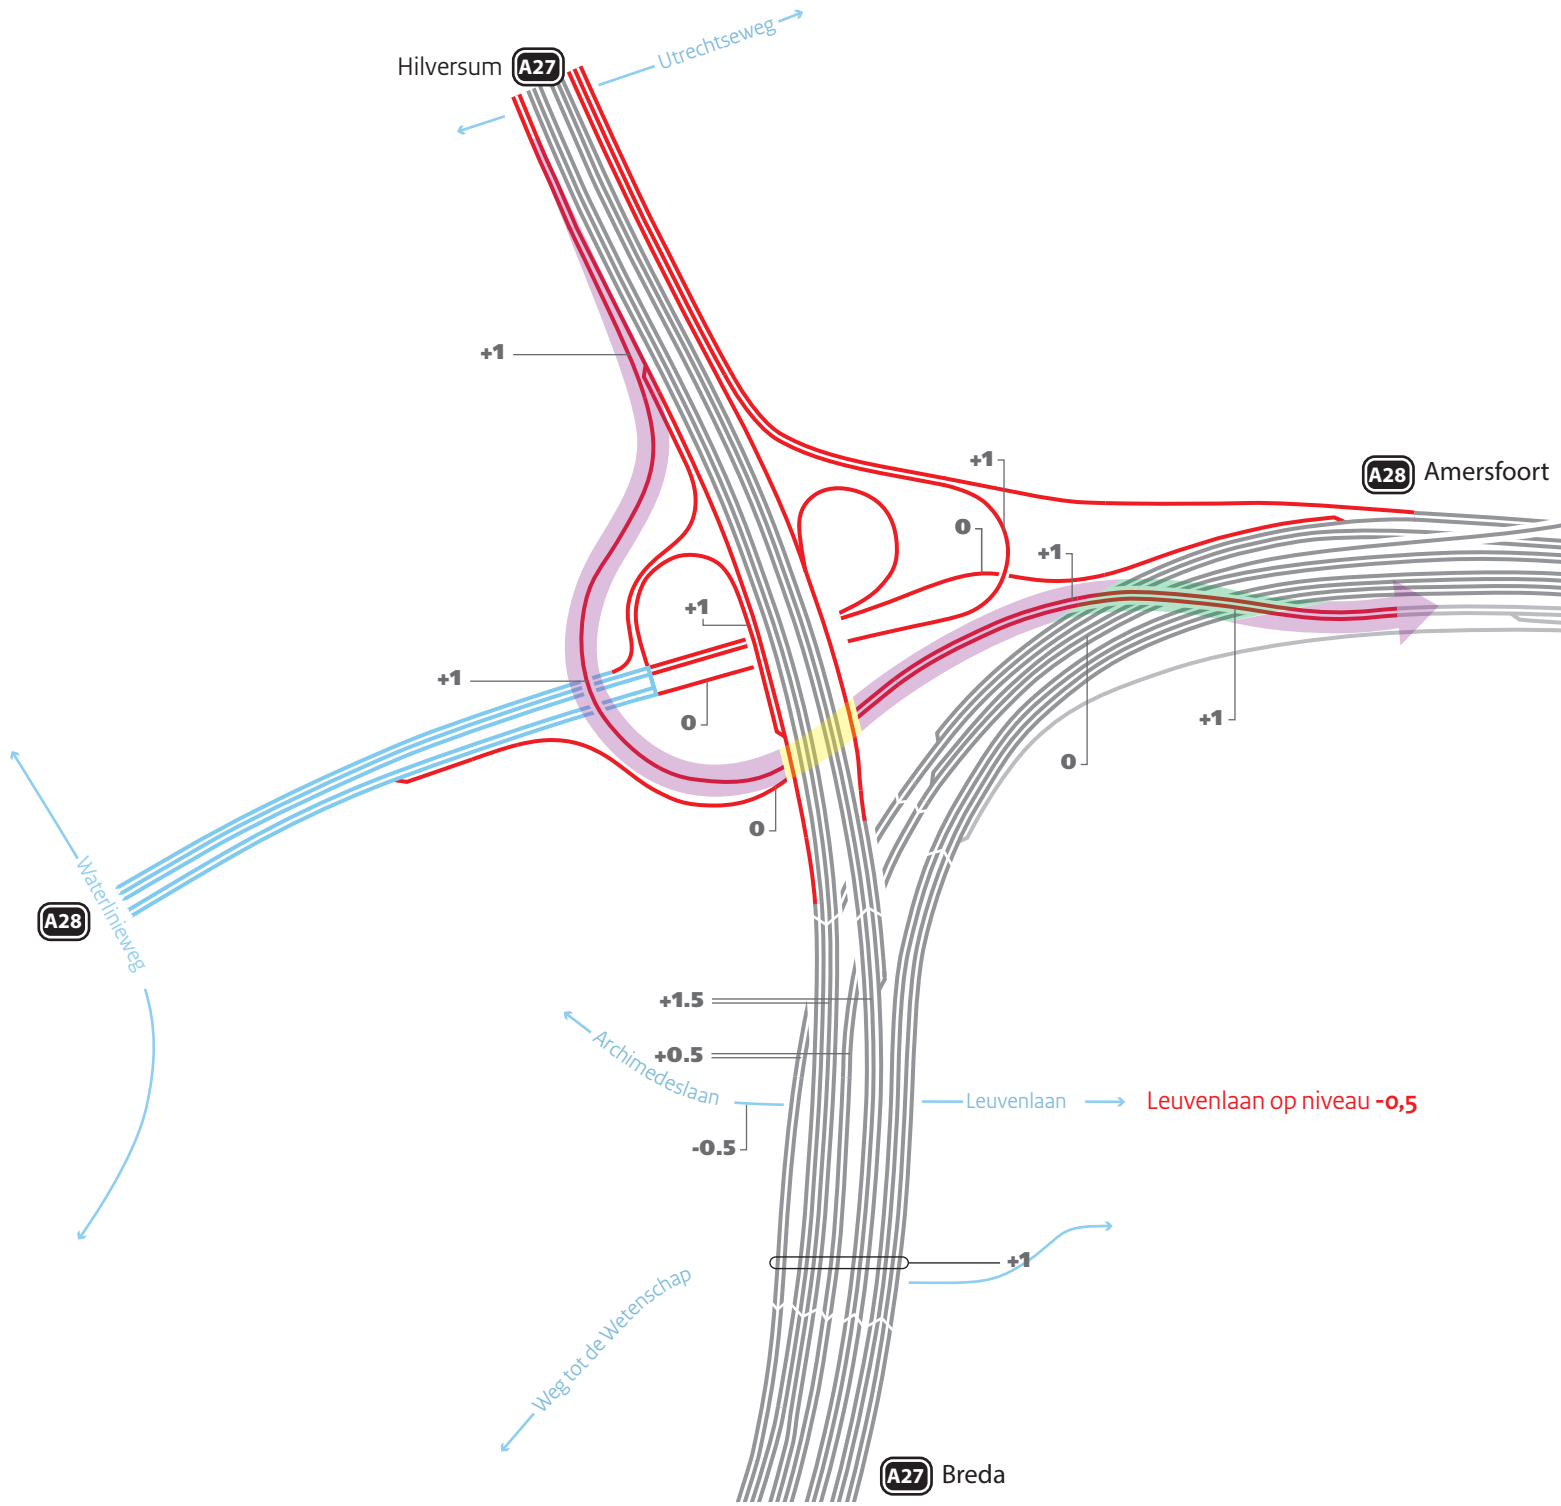 Utrechtseweg
Hilversum A27
+1
+1
A28 Amersfoort
0
+1
+1
+1
0
+1
0
0
Waterlinieweg
A28
+1.5
Archimedeslaan
+0.5
Leuvenlaan
Leuvenlaan op niveau -0,5
-0.5
+1
Weg tot de Wetenschap
A27 Breda